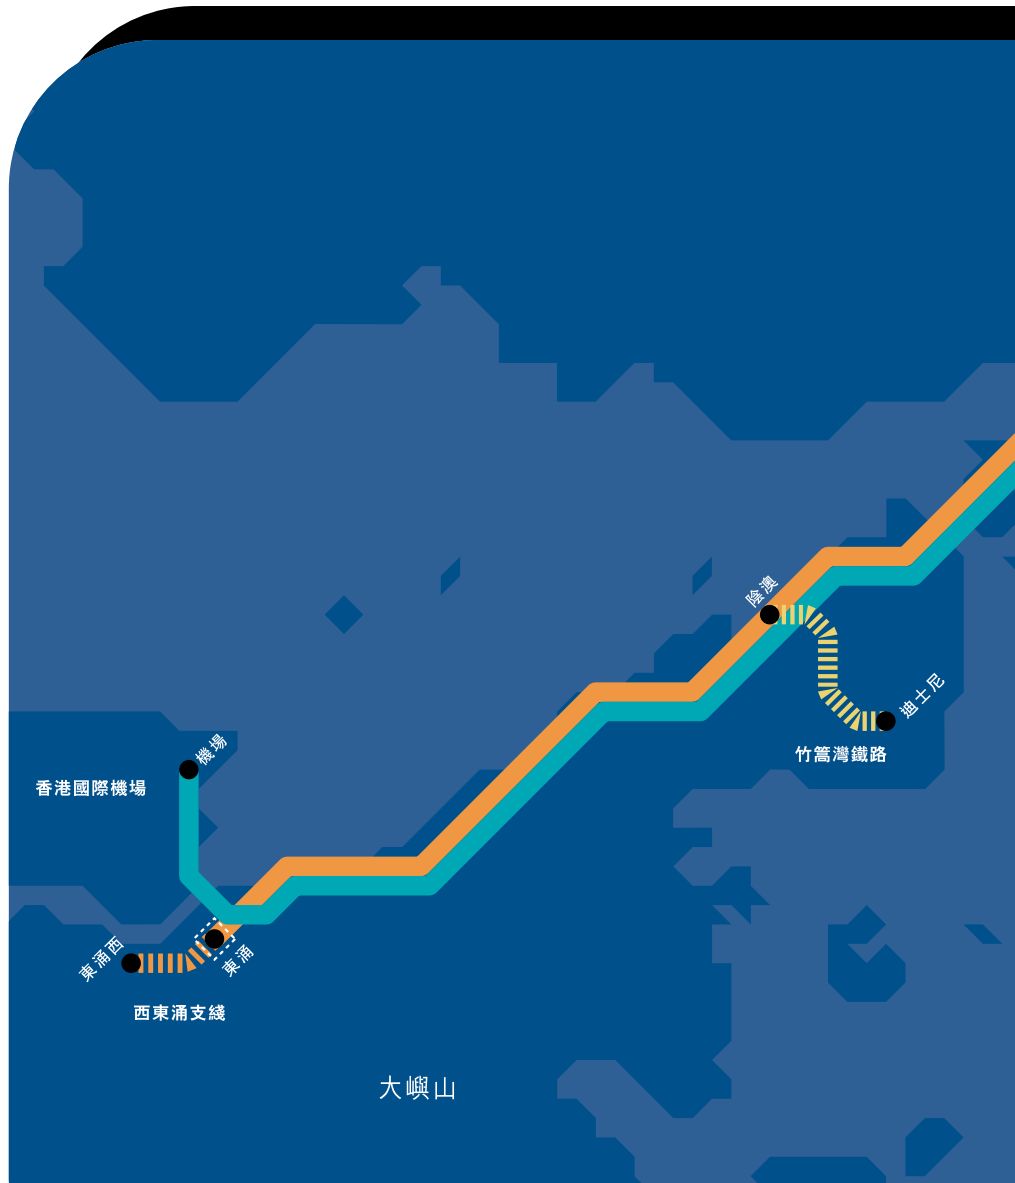 陰澳
迪士尼
竹篙灣鐵路
機場
香港國際機場
東涌西
東涌
西東涌支綫
大嶼山